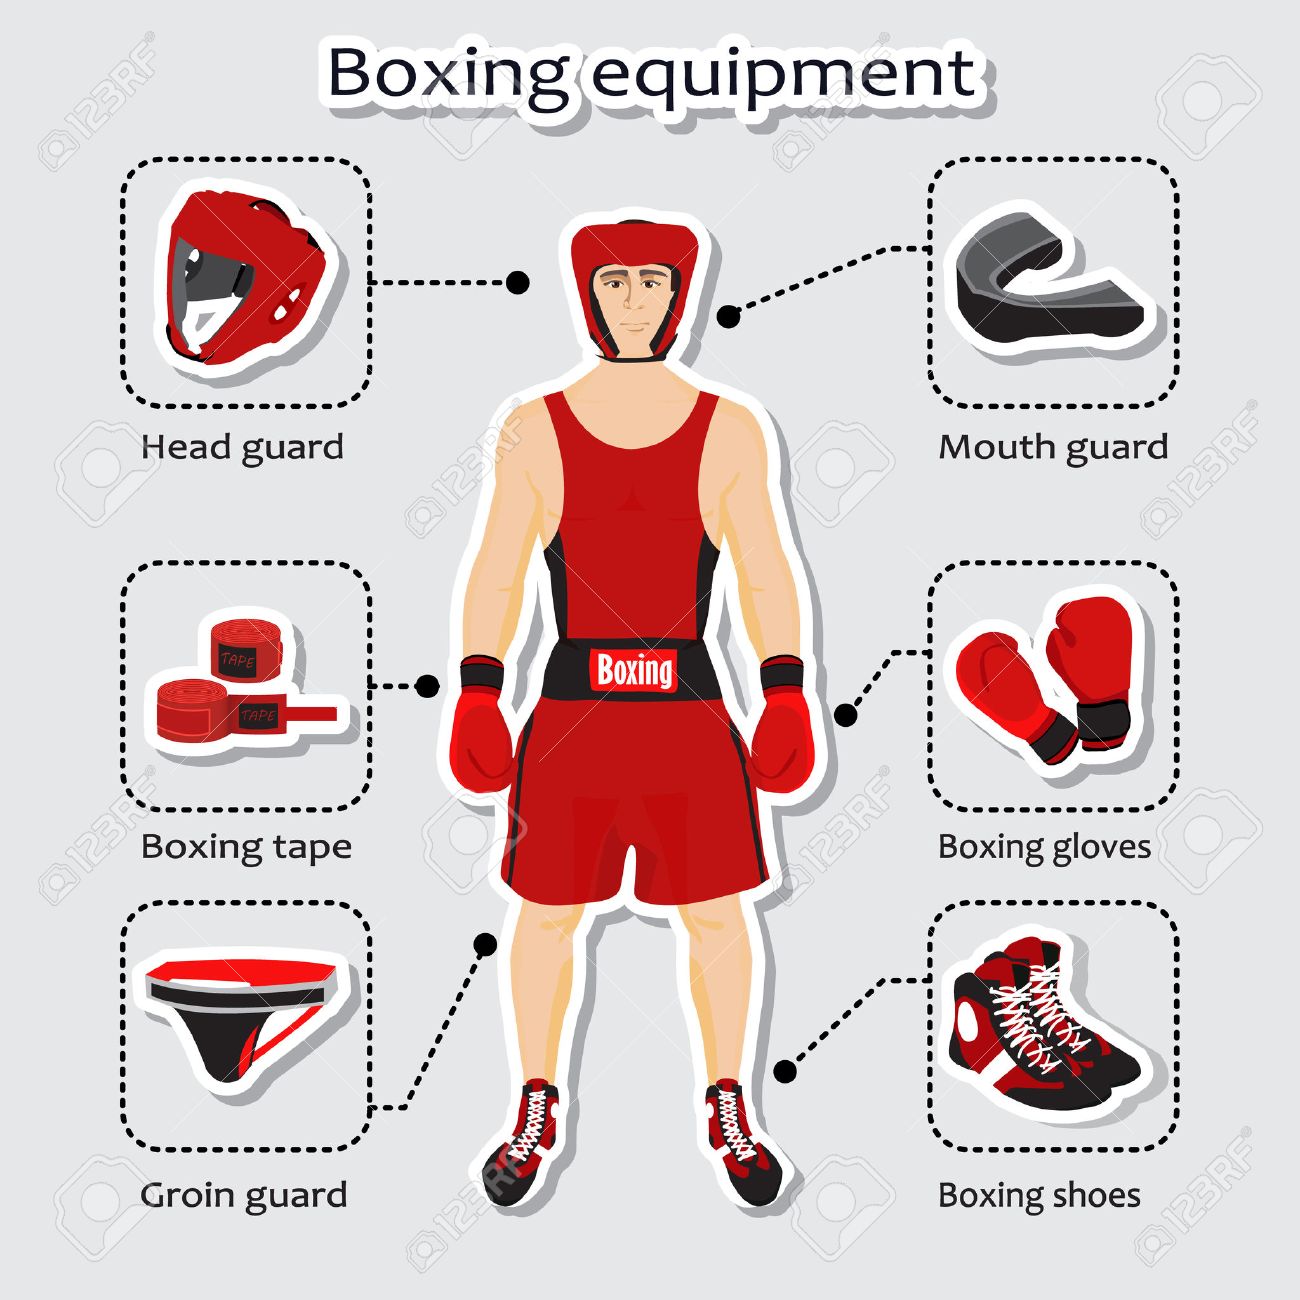 Boxing equipment
Head guard
Mouth guard
Boxing
TAPE
TAPE
Boxing tape
Boxing gloves
Groin guard
Boxing shoes
123RF